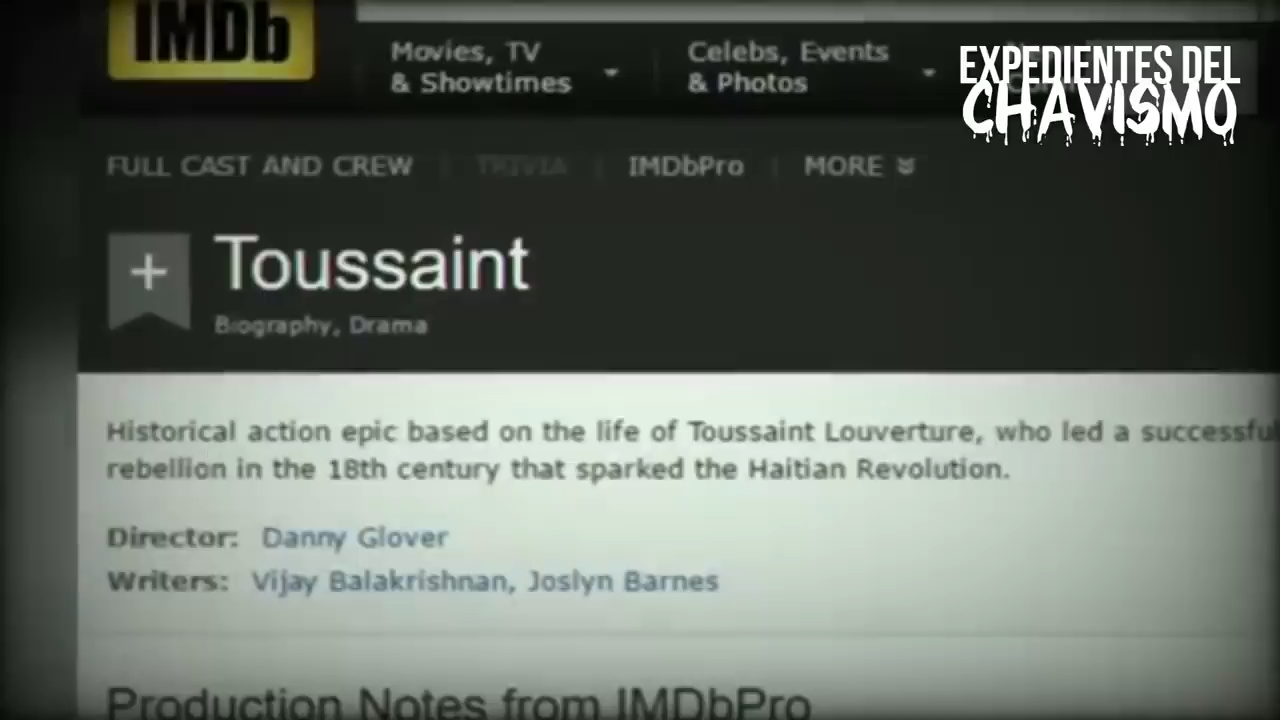 IMDb
Movies, TV
& Showtimes
Celebs, Events
& Photos
EXPEDIENTES DEL
CHAVISMO
FULL CAST AND CREW
TRIVIA
IMDbPro
MORE
+
Toussaint
Biography, Drama
Historical action epic based on the life of Toussaint Louverture, who led a successful
rebellion in the 18th century that sparked the Haitian Revolution.
Director: Danny Glover
Writers: Vijay Balakrishnan, Joslyn Barnes
Production Notes from IMDbPro